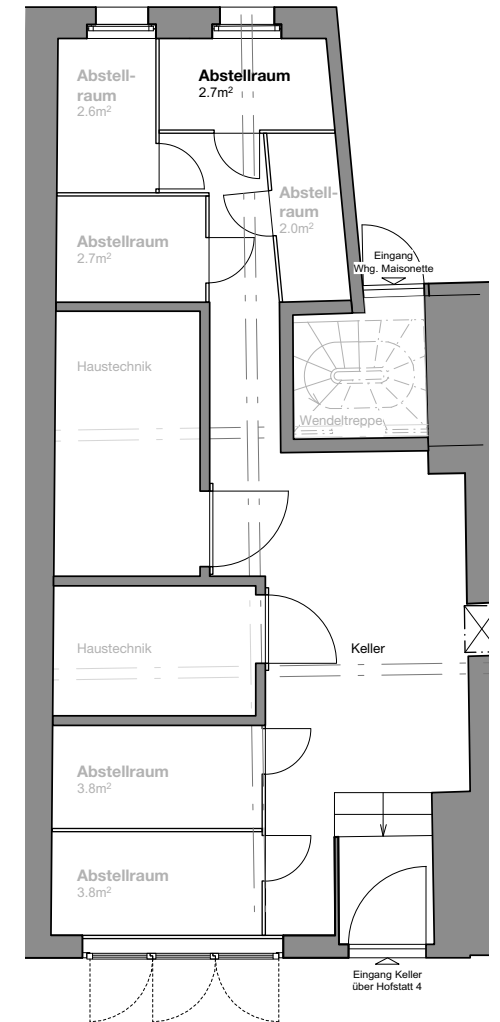 Abstell-
raum
2.6m²
Abstellraum
2.7m²
Abstell-
raum
2.0m²
Abstellraum
2.7m²
Eingang
Whg. Maisonette
Haustechnik
Wendeltreppe
Haustechnik
Keller
Abstellraum
3.8m²
Abstellraum
3.8m²
Eingang Keller
über Hofstatt 4